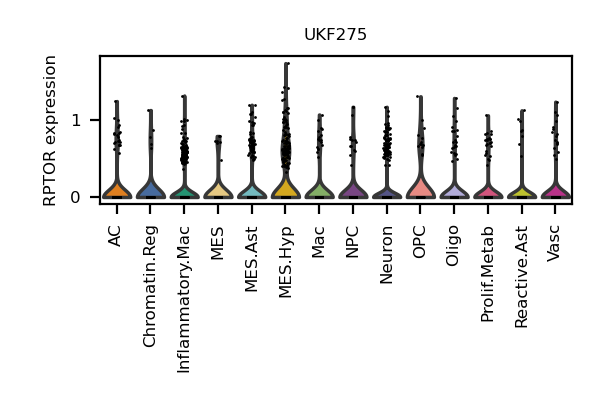 UKF275
RPTOR expression
1
0
AC
Chromatin.Reg
Inflammatory.Mac
MES
MES.Ast
MES.Hyp
Mac
NPC
Neuron
OPC
Oligo
Prolif.Metab
Reactive.Ast
Vasc